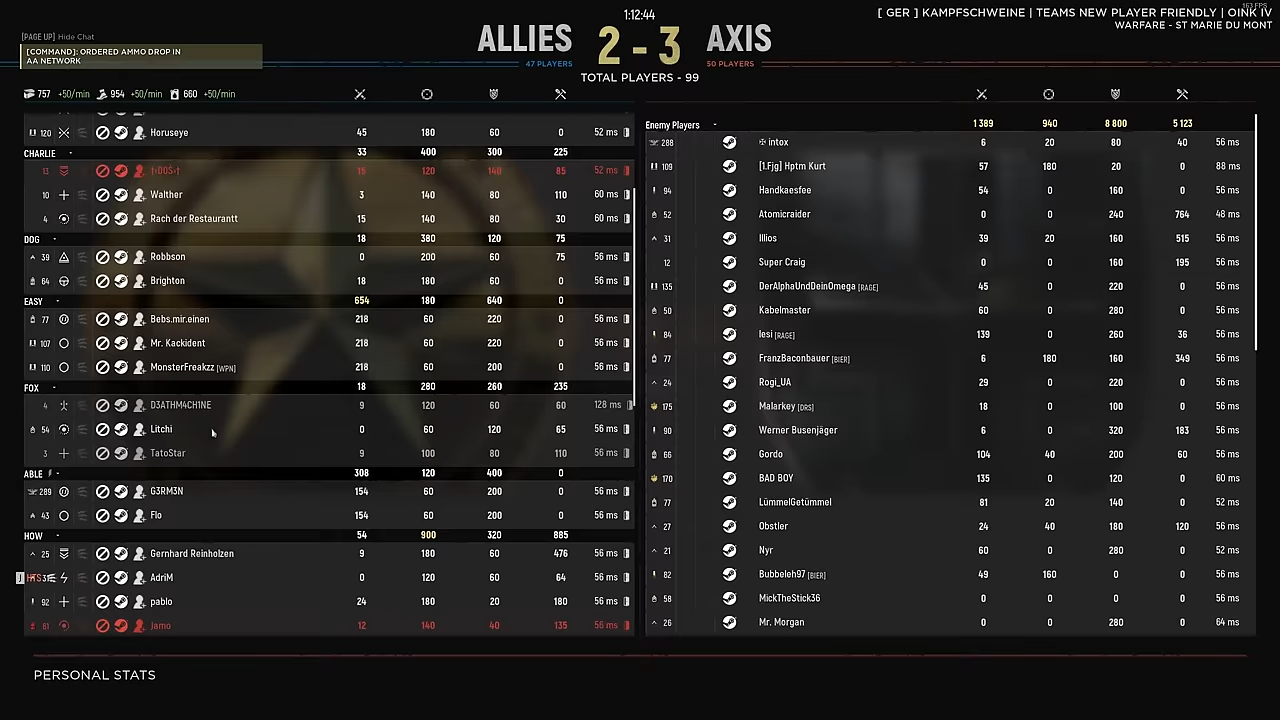 163 FPS
1:12:44
[ GER ] KAMPFSCHWEINE | TEAMS NEW PLAYER FRIENDLY | OINK IV
WARFARE - ST MARIE DU MONT
[PAGE UP] Hide Chat
[COMMAND]: ORDERED AMMO DROP IN
AA NETWORK
ALLIES 2 - 3 AXIS
47 PLAYERS
50 PLAYERS
TOTAL PLAYERS - 99
757 +50/min 954 +50/min 660 +50/min
120 Horuseye 45 180 60 0 52 ms
CHARLIE - 33 400 300 225
13 15 120 140 85 52 ms
10 Walther 3 140 80 110 60 ms
4 Rach der Restaurantt 15 140 80 30 60 ms
DOG - 18 380 120 75
39 Robbson 0 200 60 75 56 ms
64 Brighton 18 180 60 0 56 ms
EASY - 654 180 640 0
77 Bebs.mir.einen 218 60 220 0 56 ms
107 Mr. Kackident 218 60 220 0 56 ms
110 MonsterFreakzz [WPN] 218 60 200 0 56 ms
FOX - 18 280 260 235
4 D3ATHM4CH1NE 9 120 60 60 128 ms
54 Litchi 0 60 120 65 56 ms
3 TatoStar 9 100 80 110 56 ms
ABLE - 308 120 400 0
289 G3RM3N 154 60 200 0 56 ms
43 Flo 154 60 200 0 56 ms
HOW - 54 900 320 885
25 Gernhard Reinholzen 9 180 60 476 56 ms
AdriM 0 120 60 64 56 ms
92 pablo 24 180 20 180 56 ms
61 Jamo 12 140 40 135 56 ms
Enemy Players - 1 389 940 8 800 5 123
288 ✠ intox 6 20 80 40 56 ms
109 [1.Fjg] Hptm Kurt 57 180 20 0 88 ms
94 Handkaesfee 54 0 160 0 56 ms
52 Atomicraider 0 0 240 764 48 ms
31 Illios 39 20 160 515 56 ms
12 Super Craig 0 0 160 195 56 ms
135 DerAlphaUndDeinOmega [RAGE] 45 0 220 0 56 ms
50 Kabelmaster 60 0 280 0 56 ms
84 lesi [RAGE] 139 0 260 36 56 ms
77 FranzBaconbauer [BIER] 6 180 160 349 56 ms
24 Rogi_UA 29 0 220 0 56 ms
175 Malarkey [DRS] 18 0 100 0 56 ms
90 Werner Busenjäger 6 0 320 183 56 ms
66 Gordo 104 40 200 60 56 ms
170 BAD BOY 135 0 120 0 60 ms
77 LümmelGetümmel 81 20 140 0 52 ms
27 Obstler 24 40 180 120 56 ms
21 Nyr 60 0 280 0 52 ms
82 Bubbeleh97 [BIER] 49 160 0 0 56 ms
58 MickTheStick36 0 0 0 0 56 ms
26 Mr. Morgan 0 0 280 0 64 ms
PERSONAL STATS